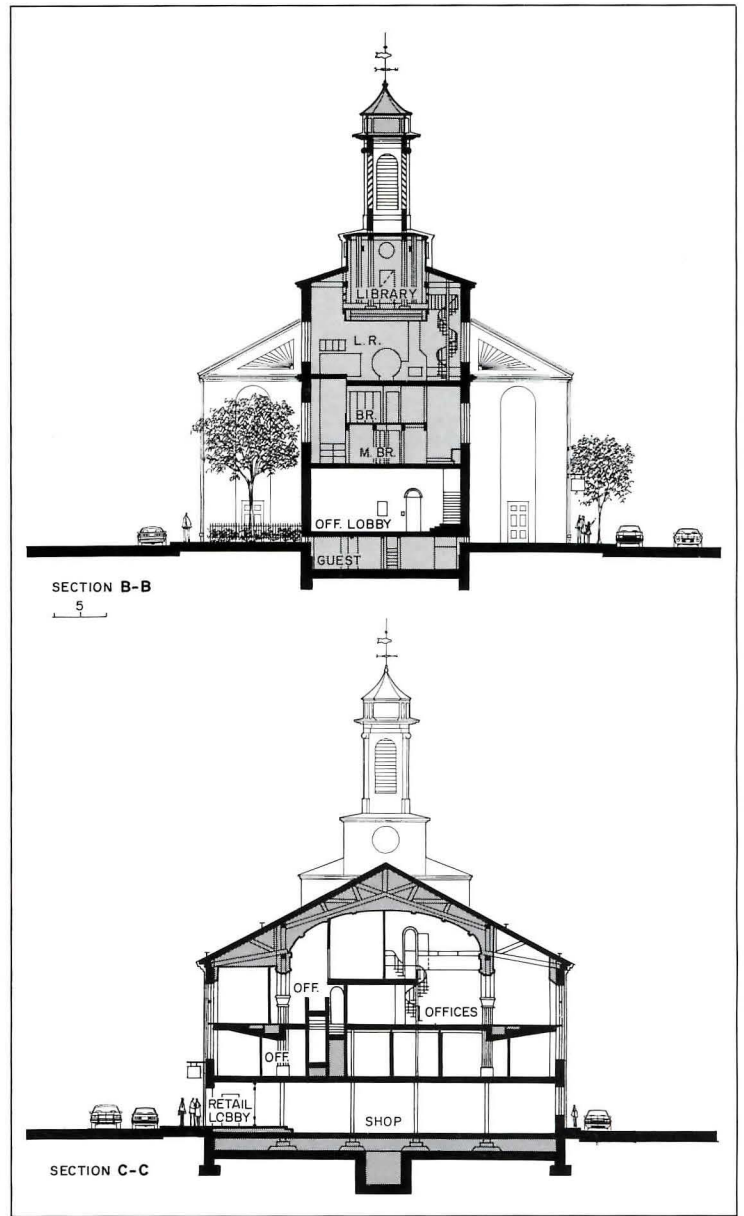 LIBRARY
L.R.
BR.
M. BR.
OFF. LOBBY
GUEST
SECTION B-B
5
OFF.
OFFICES
OFF.
RETAIL
LOBBY
SHOP
SECTION C-C